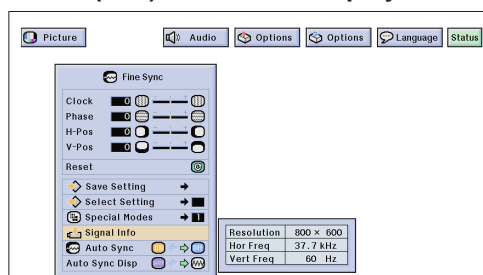 Picture
Audio
Options
Options
Language
Status
Fine Sync
Clock 0
Phase 0
H-Pos 0
V-Pos 0
Reset
Save Setting
Select Setting
Special Modes 1
Signal Info
Resolution 800 × 600
Auto Sync
Hor Freq 37.7 kHz
Auto Sync Disp
Vert Freq 60 Hz